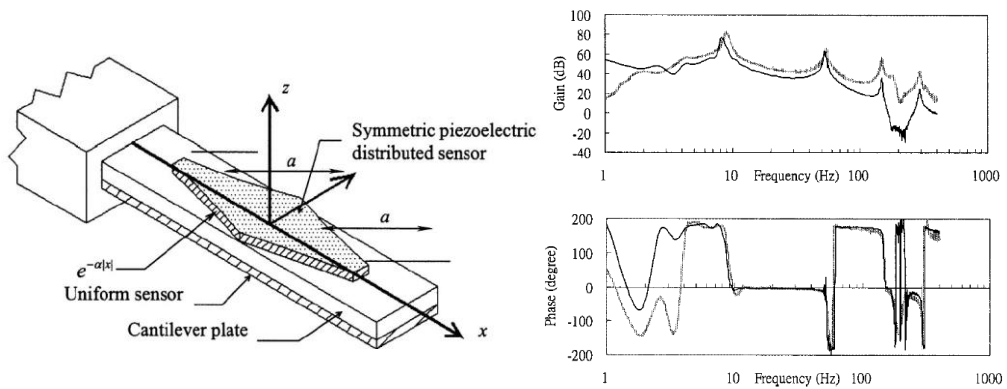 z
Symmetric piezoelectric
distributed sensor
a
a
e^{-α|x|}
Uniform sensor
Cantilever plate
x
100
80
60
40
20
0
-20
-40
Gain (dB)
1
10
Frequency (Hz)
100
1000
200
100
0
-100
-200
Phase (degree)
1
10
Frequency (Hz)
100
1000